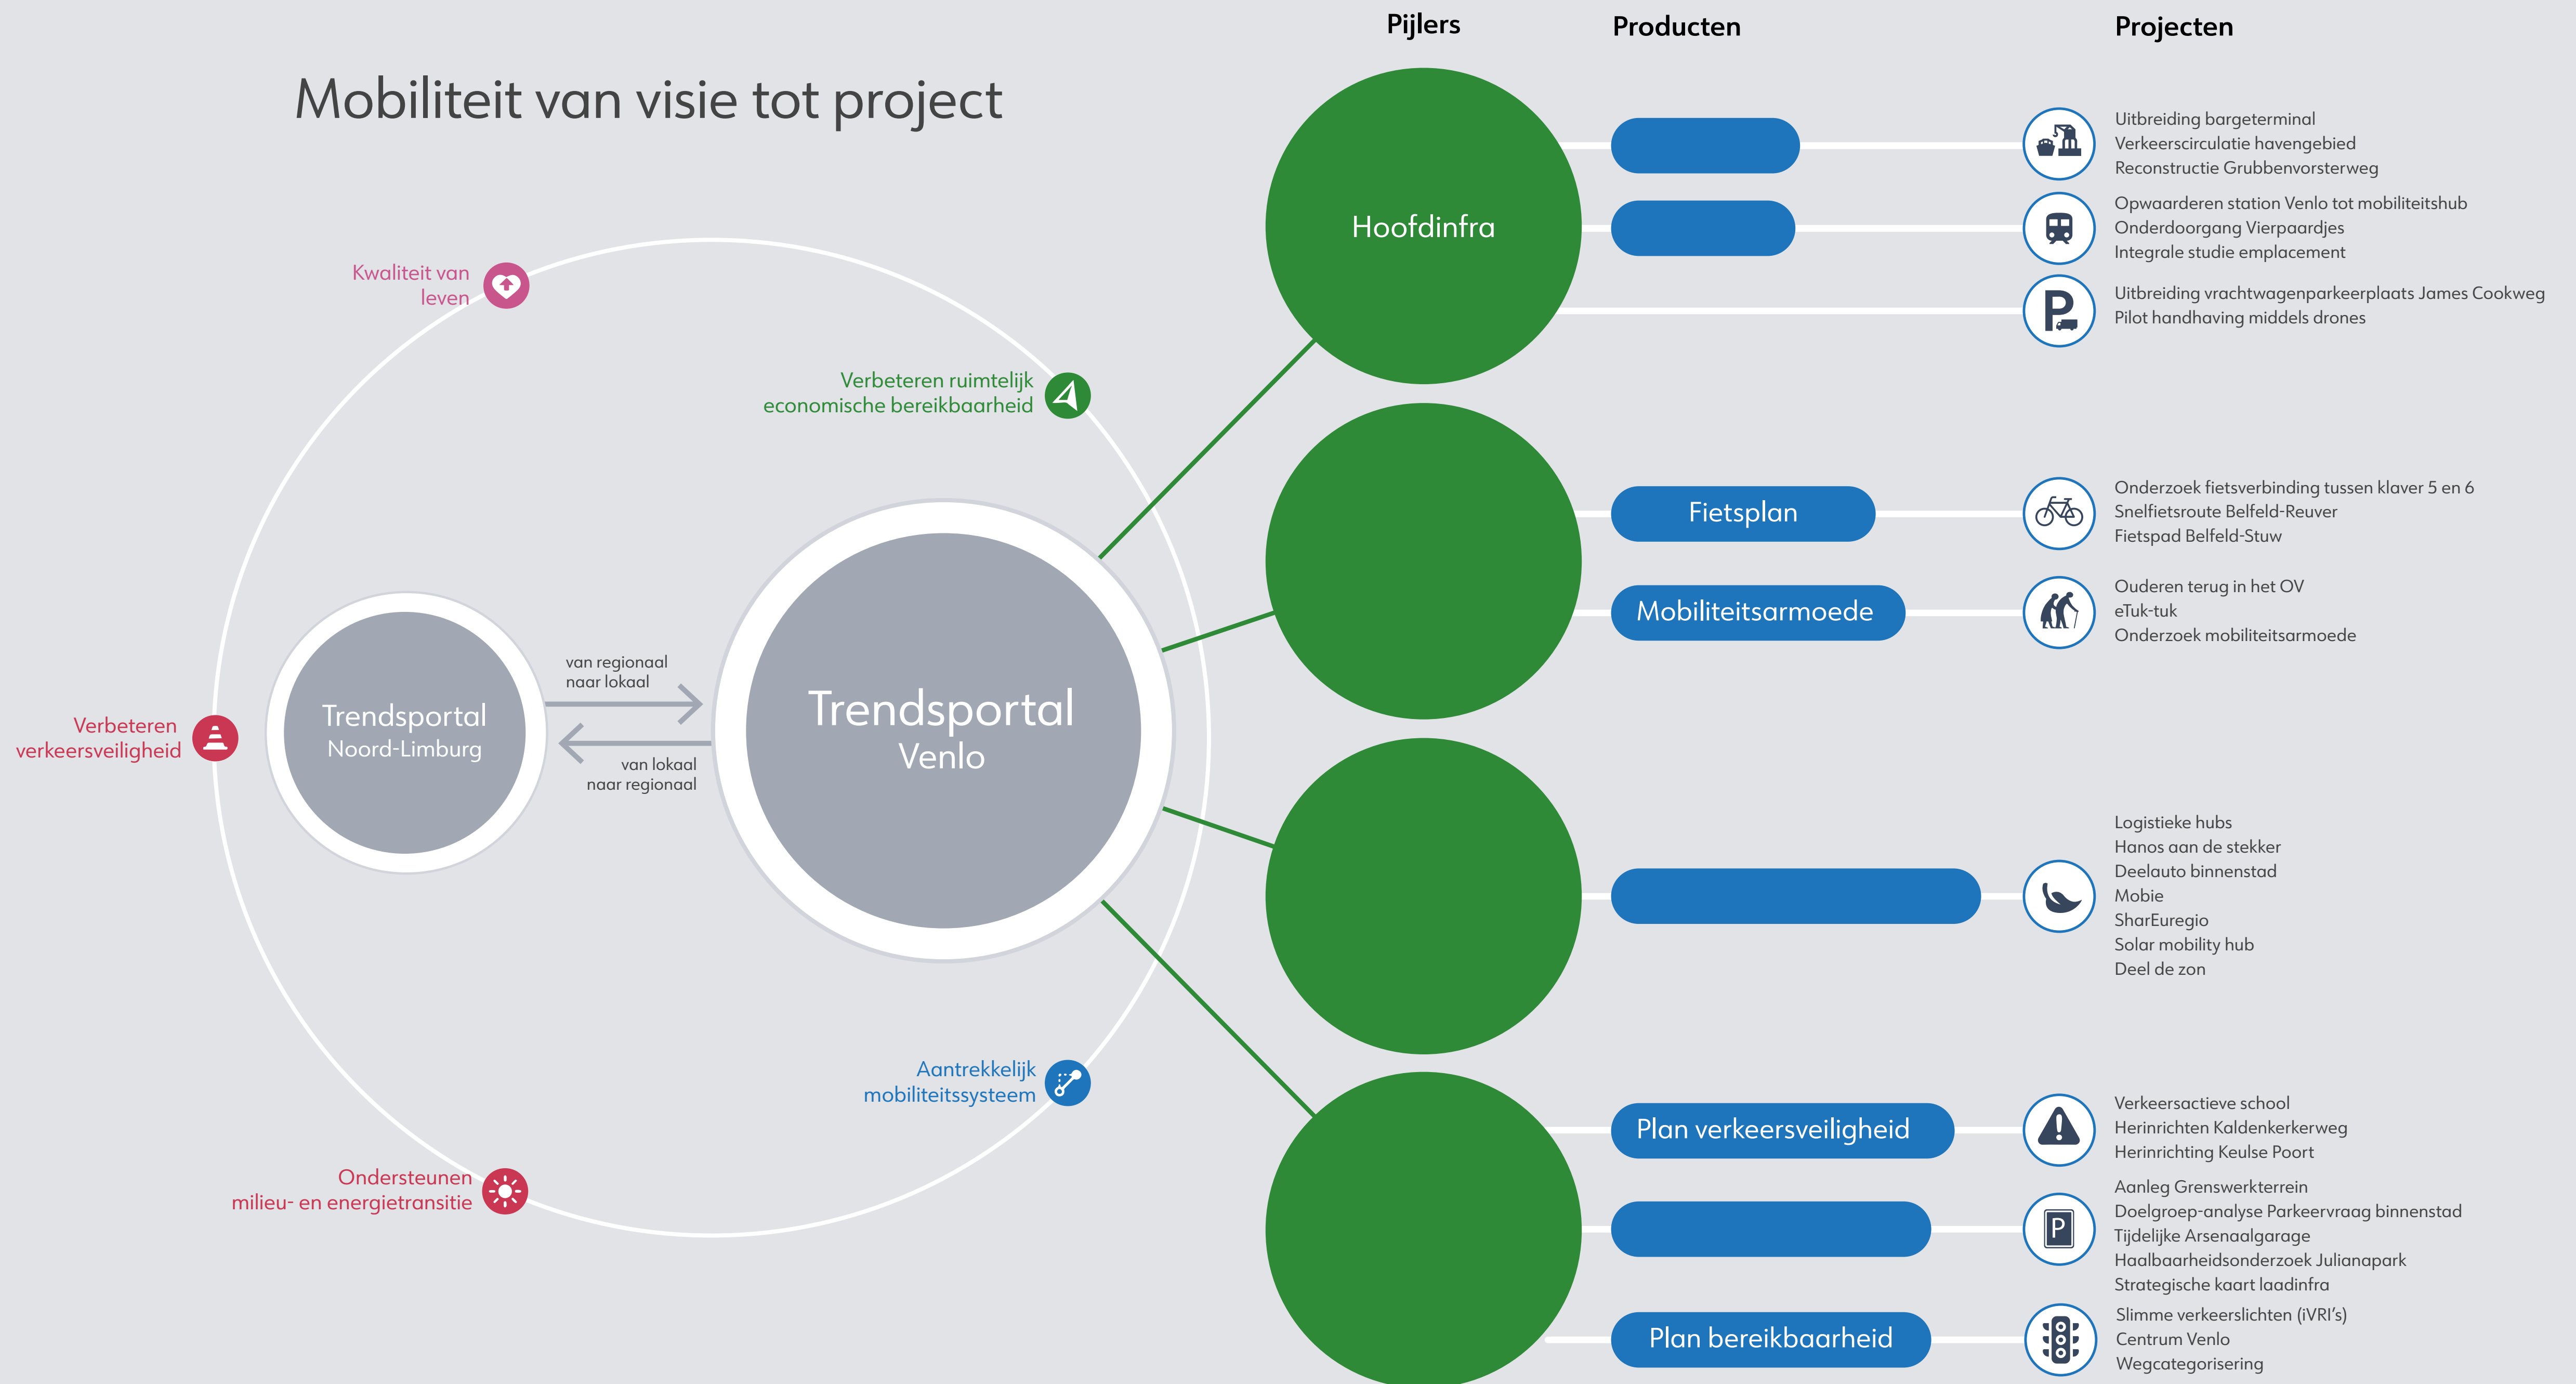 Mobiliteit van visie tot project
Kwaliteit van
leven
Verbeteren ruimtelijk
economische bereikbaarheid
Verbeteren
verkeersveiligheid
Trendsportal
Noord-Limburg
van regionaal
naar lokaal
van lokaal
naar regionaal
Trendsportal
Venlo
Aantrekkelijk
mobiliteitssysteem
Ondersteunen
milieu- en energietransitie
Pijlers
Hoofdinfra
Producten
Fietsplan
Mobiliteitsarmoede
Plan verkeersveiligheid
Plan bereikbaarheid
Projecten
Uitbreiding bargeterminal
Verkeerscirculatie havengebied
Reconstructie Grubbenvorsterweg
Opwaarderen station Venlo tot mobiliteitshub
Onderdoorgang Vierpaardjes
Integrale studie emplacement
P
Uitbreiding vrachtwagenparkeerplaats James Cookweg
Pilot handhaving middels drones
Onderzoek fietsverbinding tussen klaver 5 en 6
Snelfietsroute Belfeld-Reuver
Fietspad Belfeld-Stuw
Ouderen terug in het OV
eTuk-tuk
Onderzoek mobiliteitsarmoede
Logistieke hubs
Hanos aan de stekker
Deelauto binnenstad
Mobie
SharEuregio
Solar mobility hub
Deel de zon
Verkeersactieve school
Herinrichten Kaldenkerkerweg
Herinrichting Keulse Poort
P
Aanleg Grenswerkterrein
Doelgroep-analyse Parkeervraag binnenstad
Tijdelijke Arsenaalgarage
Haalbaarheidsonderzoek Julianapark
Strategische kaart laadinfra
Slimme verkeerslichten (iVRI's)
Centrum Venlo
Wegcategorisering